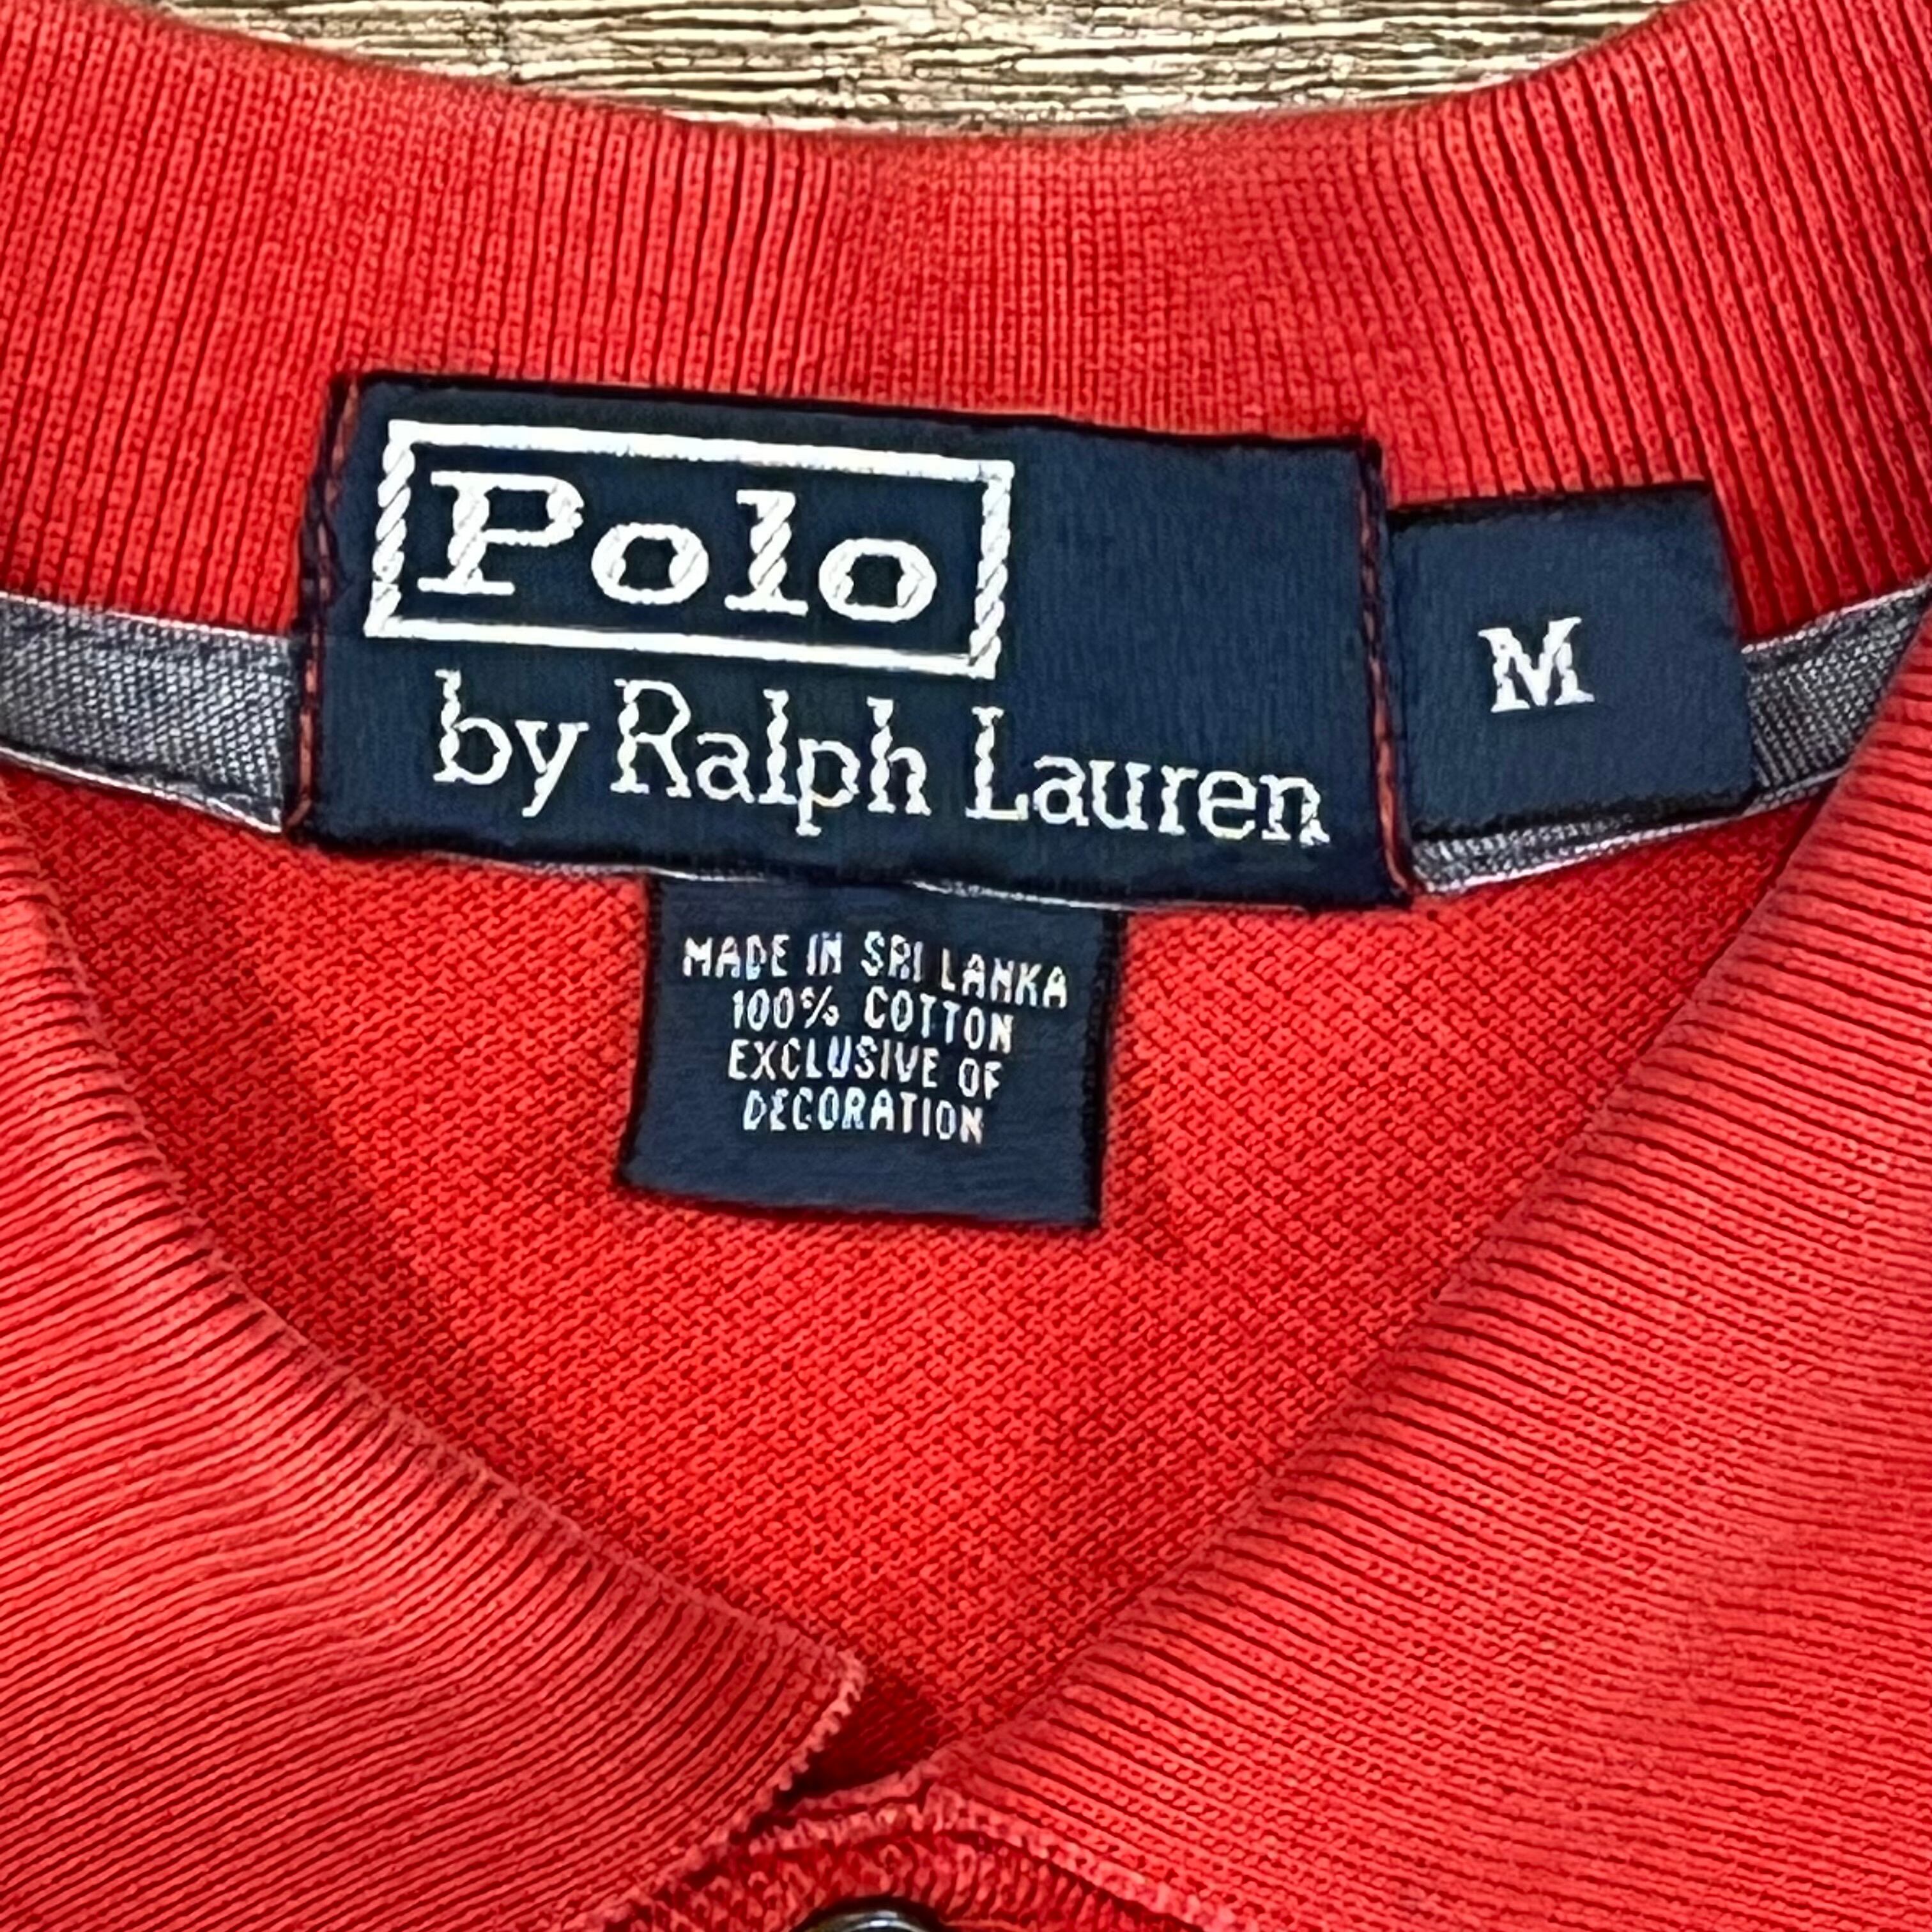 Polo
by Ralph Lauren
M
MADE IN SRI LANKA
100% COTTON
EXCLUSIVE OF
DECORATION